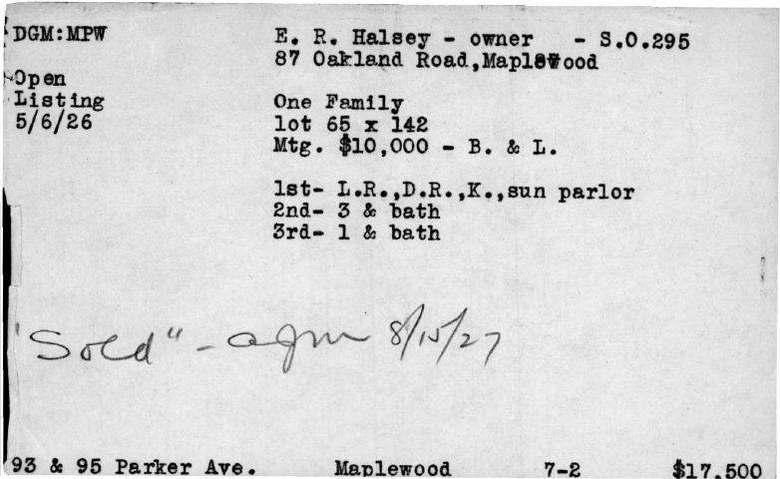 DGM:MPW E. R. Halsey - owner - S.O.295
87 Oakland Road,Maplewood
Open
Listing One Family
5/6/26 lot 65 x 142
Mtg. $10,000 - B. & L.
1st- L.R.,D.R.,K.,sun parlor
2nd- 3 & bath
3rd- 1 & bath
"Sold" - 8/15/27
93 & 95 Parker Ave. Maplewood 7-2 $17,500